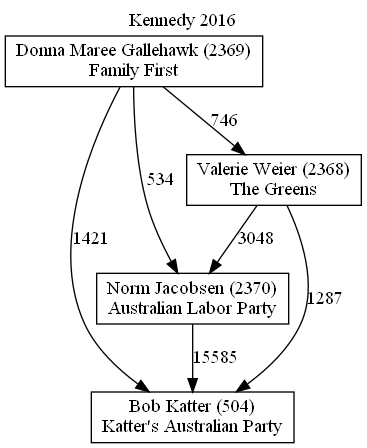 Kennedy 2016
Donna Maree Gallehawk (2369)
Family First
746
Valerie Weier (2368)
The Greens
534
1421
3048
Norm Jacobsen (2370)
Australian Labor Party
1287
15585
Bob Katter (504)
Katter's Australian Party